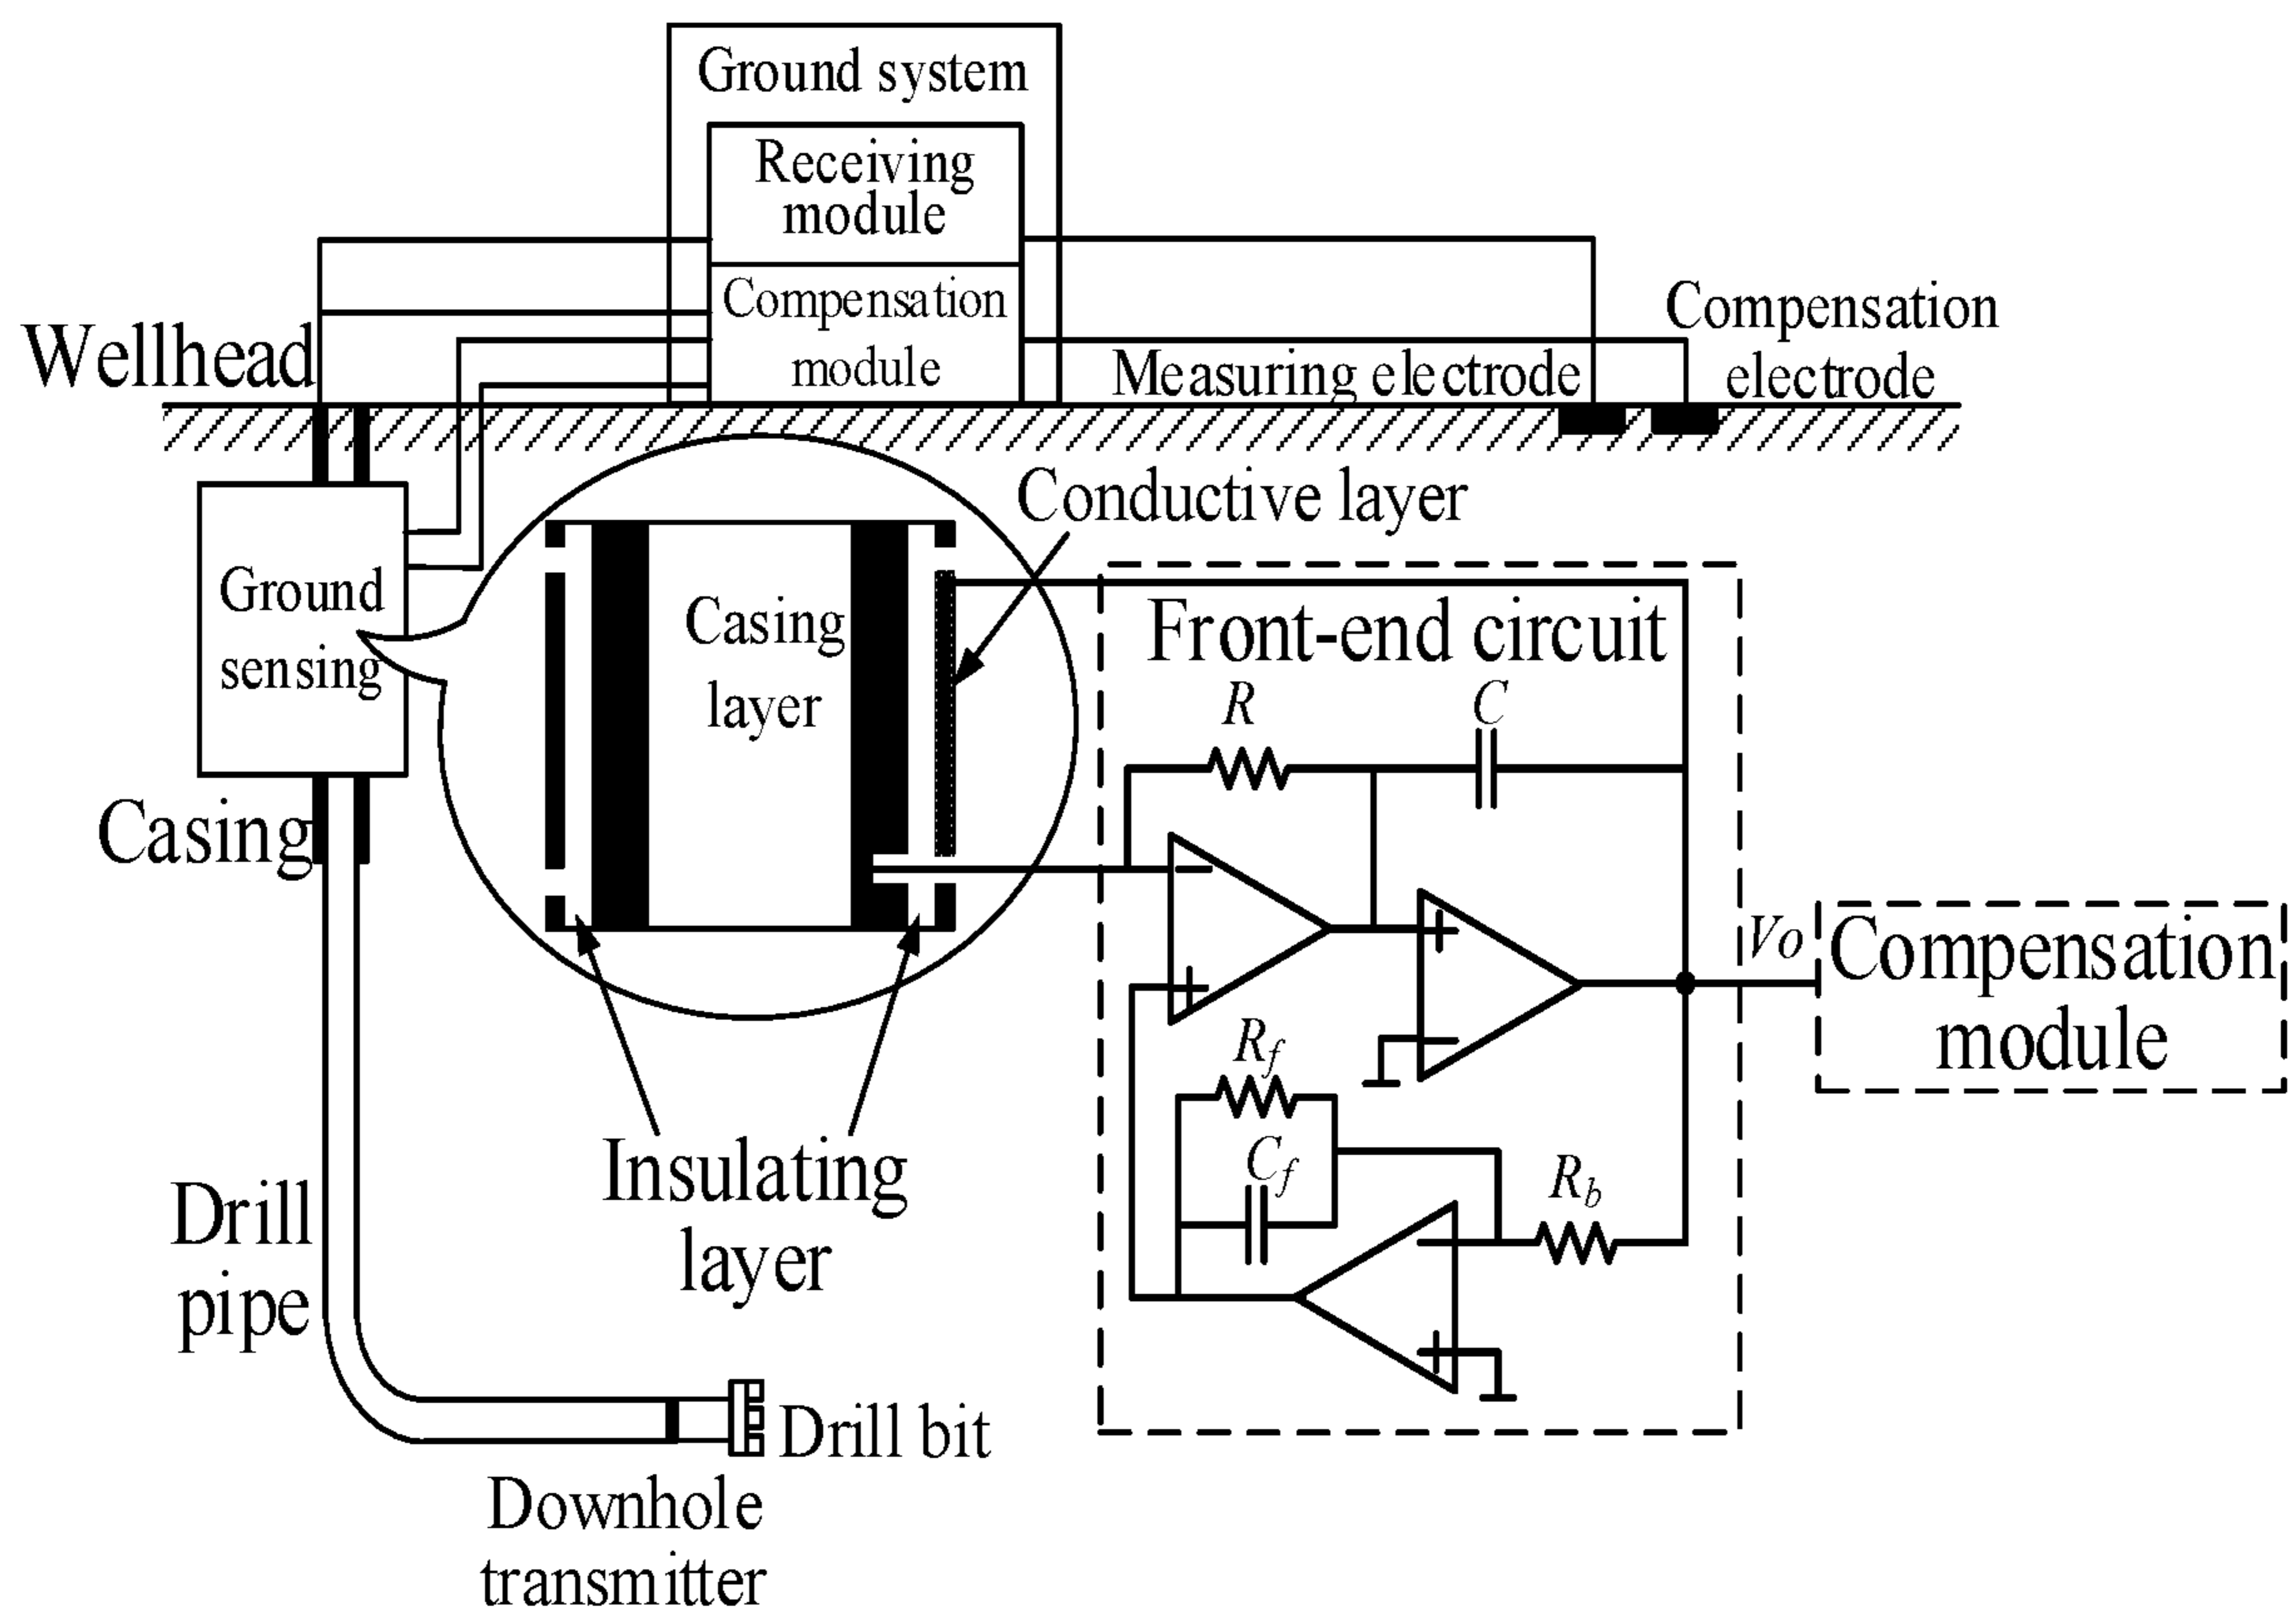 Ground system
Receiving
module
Compensation
module
Wellhead
Measuring electrode
Compensation
electrode
Conductive layer
Ground
sensing
Casing
layer
Front-end circuit
R
C
Casing
Vo
Compensation
module
Rf
Cf
Rb
Insulating
layer
Drill
pipe
Drill bit
Downhole
transmitter